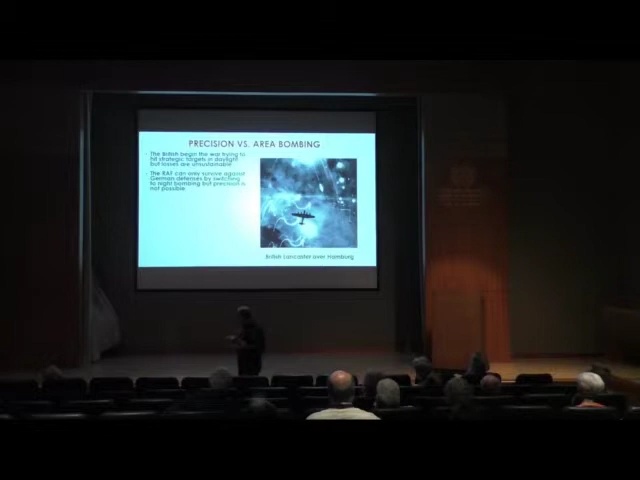 PRECISION VS. AREA BOMBING
- The British begin the war trying to
hit strategic targets in daylight
but losses are unsustainable
- The RAF can only survive against
German defenses by switching
to night bombing but precision is
not possible
British Lancaster over Hamburg